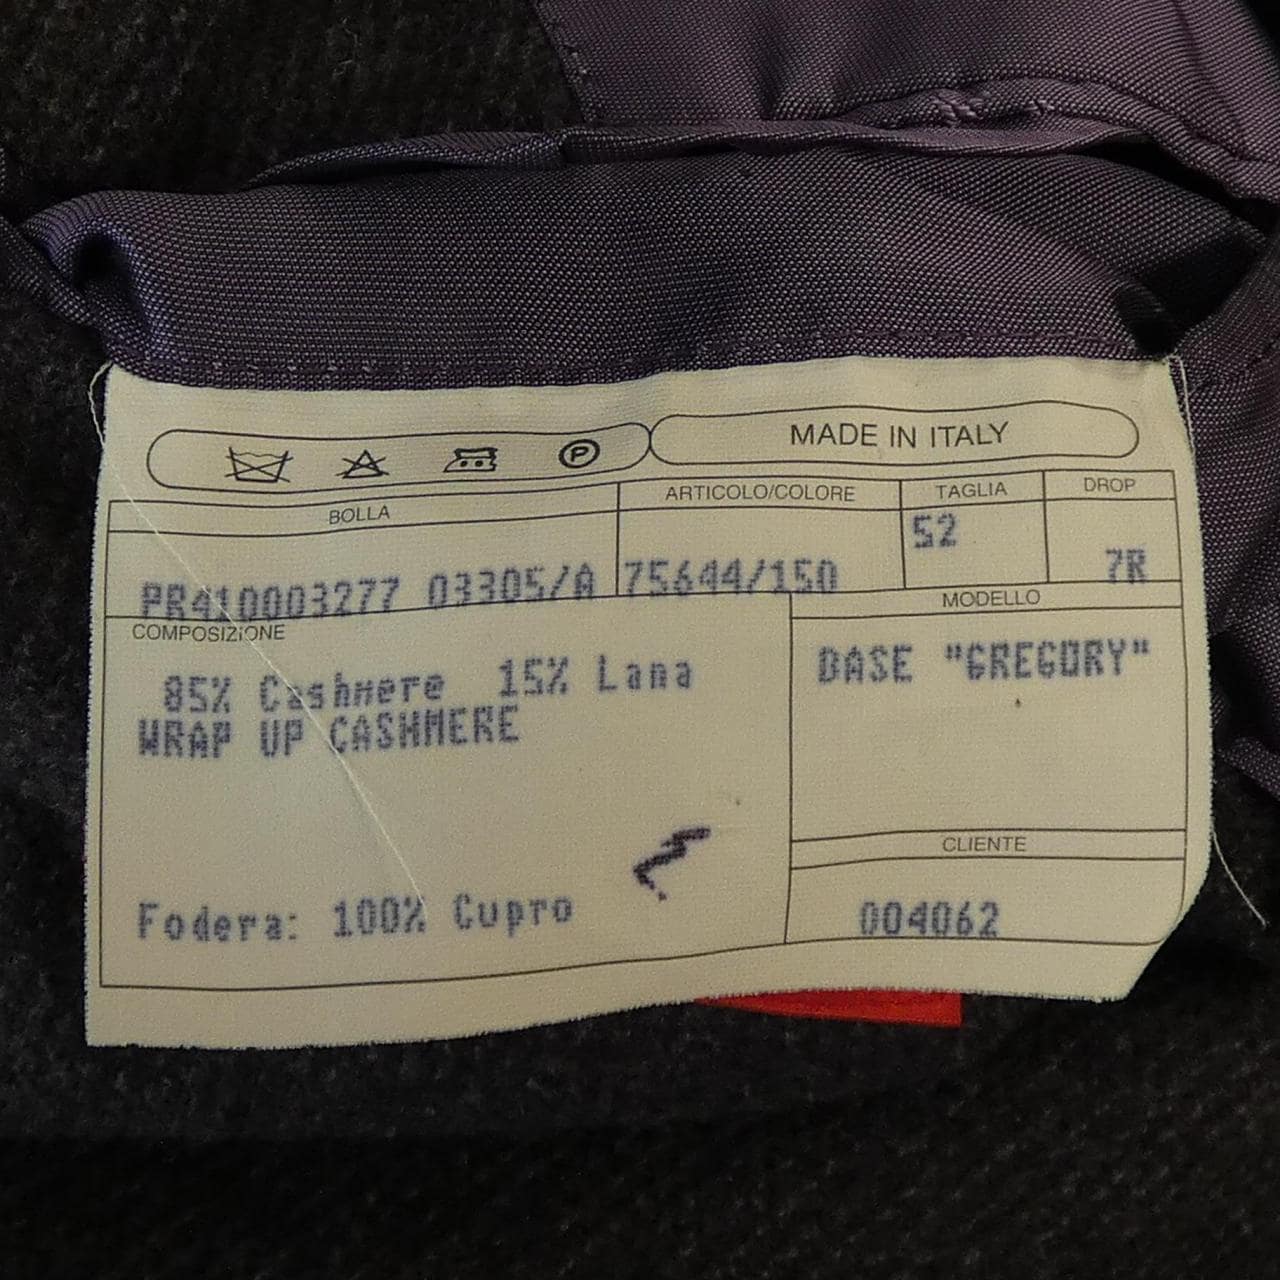 P MADE IN ITALY
BOLLA ARTICOLO/COLORE TAGLIA DROP
PR410003277 03305/A 75644/150 52 7R
COMPOSIZIONE MODELLO
85% Cashmere 15% Lana BASE "GREGORY"
WRAP UP CASHMERE
CLIENTE
Fodera: 100% Cupro 004062